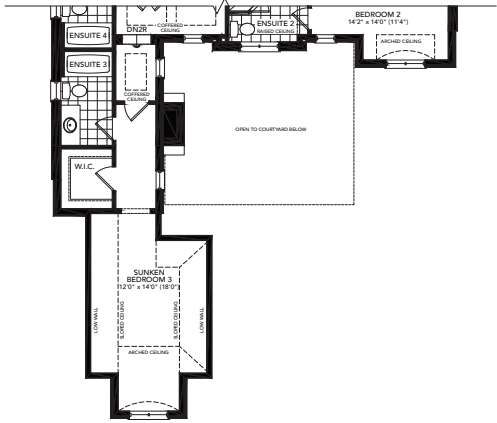 BEDROOM 2
14'2" x 14'0" (11'4")
ARCHED CEILING
ENSUITE 2
RAISED CEILING
COFFERED
CEILING
DN2R
ENSUITE 4
ENSUITE 3
COFFERED
CEILING
OPEN TO COURTYARD BELOW
W.I.C.
SUNKEN
BEDROOM 3
12'0" x 14'0" (18'0")
LOW WALL
SLOPED CEILING
SLOPED CEILING
LOW WALL
ARCHED CEILING